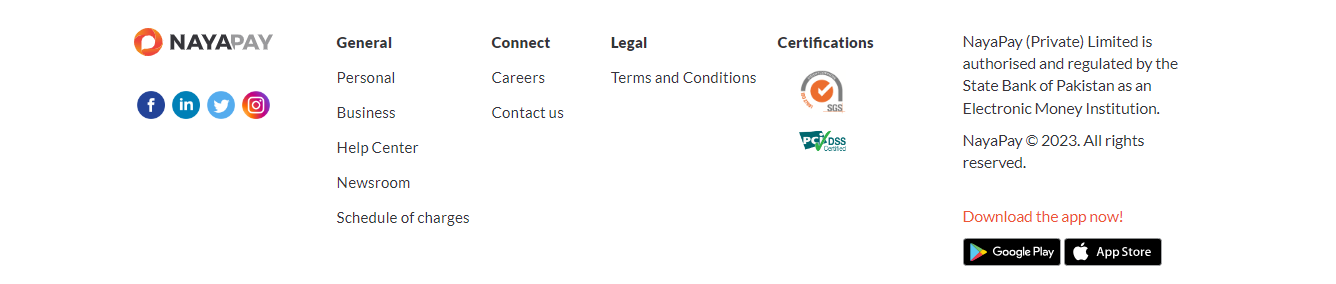 NAYAPAY
General
Personal
Business
Help Center
Newsroom
Schedule of charges
Connect
Careers
Contact us
Legal
Terms and Conditions
Certifications
SGS
PCI DSS
Certified
NayaPay (Private) Limited is
authorised and regulated by the
State Bank of Pakistan as an
Electronic Money Institution.
NayaPay © 2023. All rights
reserved.
Download the app now!
Google Play
App Store